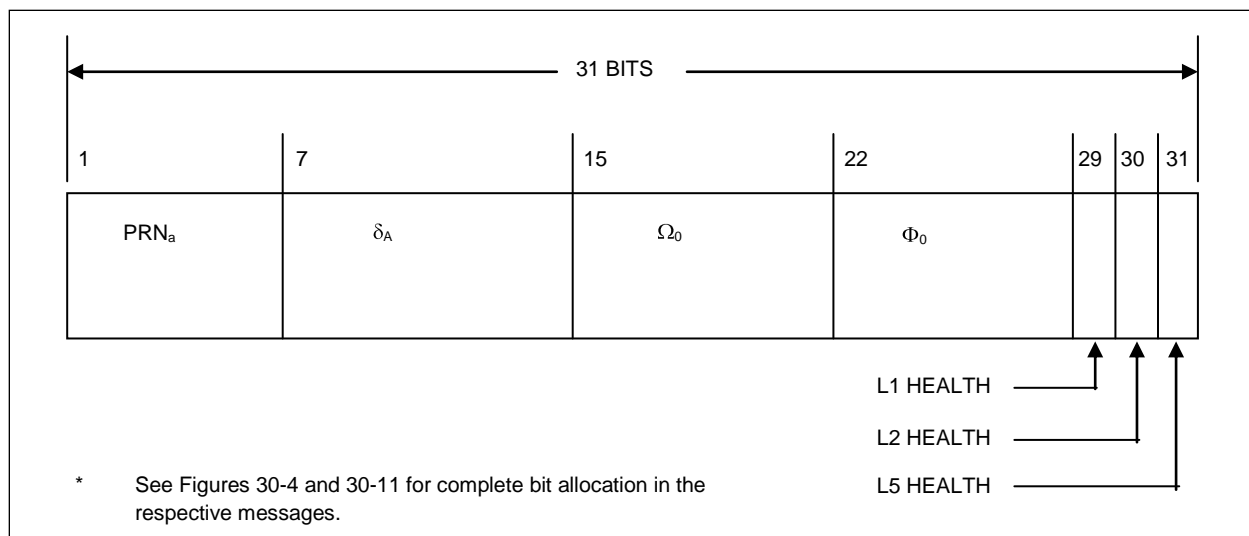 31 BITS
1 7 15 22 29 30 31
PRNₐ δ_A Ω₀ Φ₀
L1 HEALTH
L2 HEALTH
L5 HEALTH
* See Figures 30-4 and 30-11 for complete bit allocation in the
respective messages.